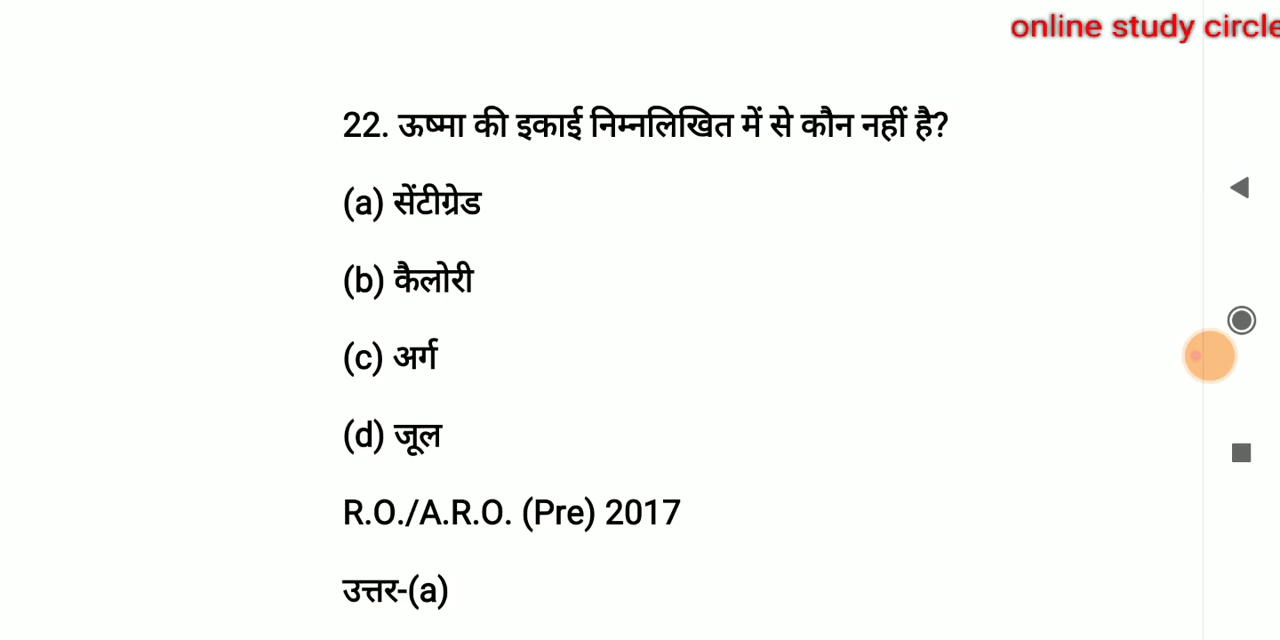 online study circle
22. ऊष्मा की इकाई निम्नलिखित में से कौन नहीं है?
(a) सेंटीग्रेड
(b) कैलोरी
(c) अर्ग
(d) जूल
R.O./A.R.O. (Pre) 2017
उत्तर-(a)